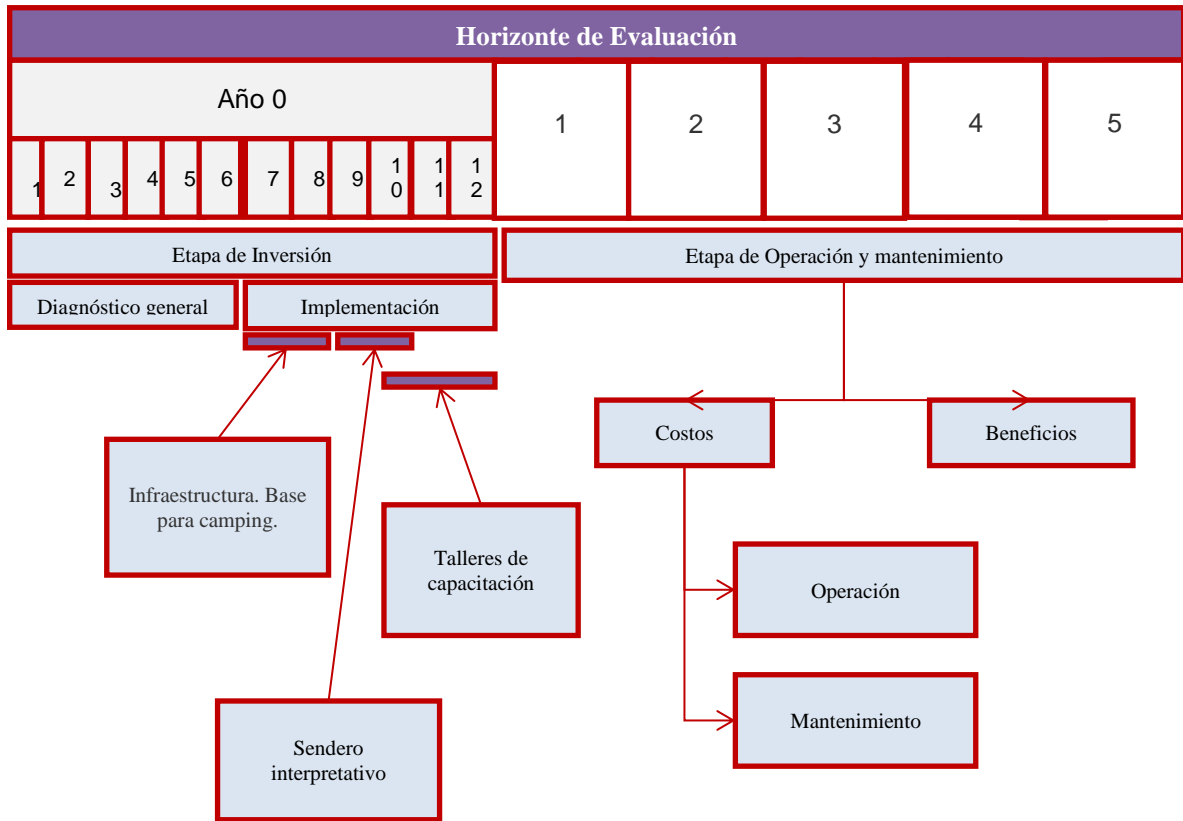 Horizonte de Evaluación
Año 0
1
2
3
4
5
1
2
3
4
5
6
7
8
9
1
0
1
1
1
2
Etapa de Inversión
Etapa de Operación y mantenimiento
Diagnóstico general
Implementación
Costos
Beneficios
Infraestructura. Base
para camping.
Talleres de
capacitación
Operación
Mantenimiento
Sendero
interpretativo